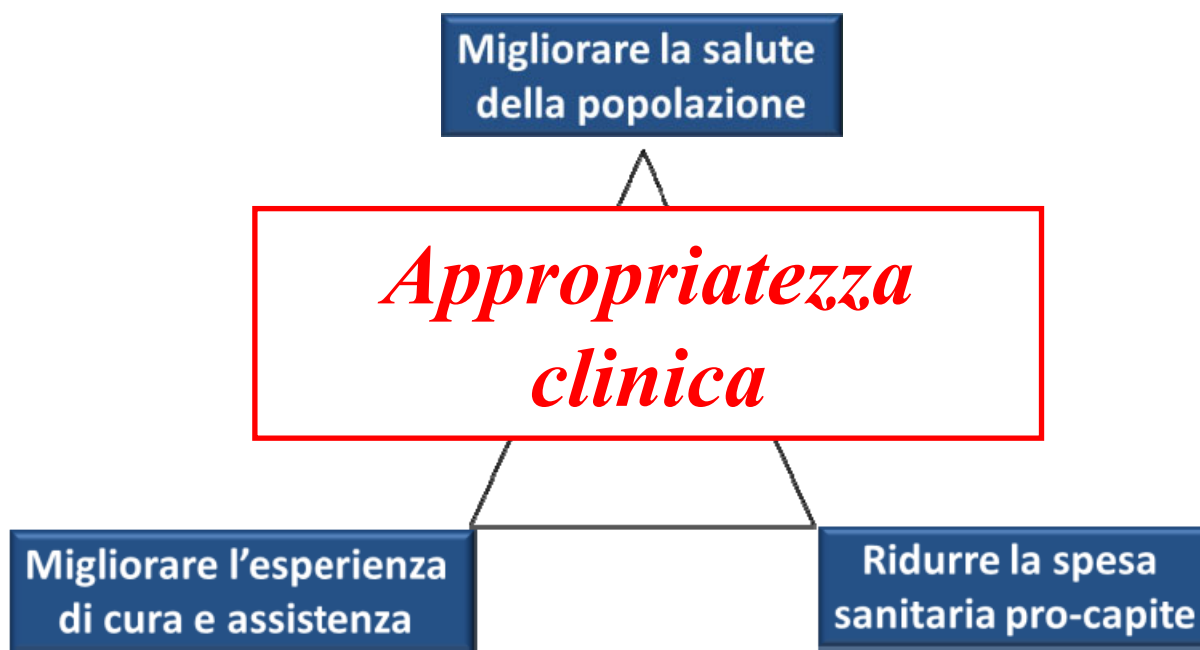 Migliorare la salute
della popolazione
Appropriatezza
clinica
Migliorare l'esperienza
di cura e assistenza
Ridurre la spesa
sanitaria pro-capite